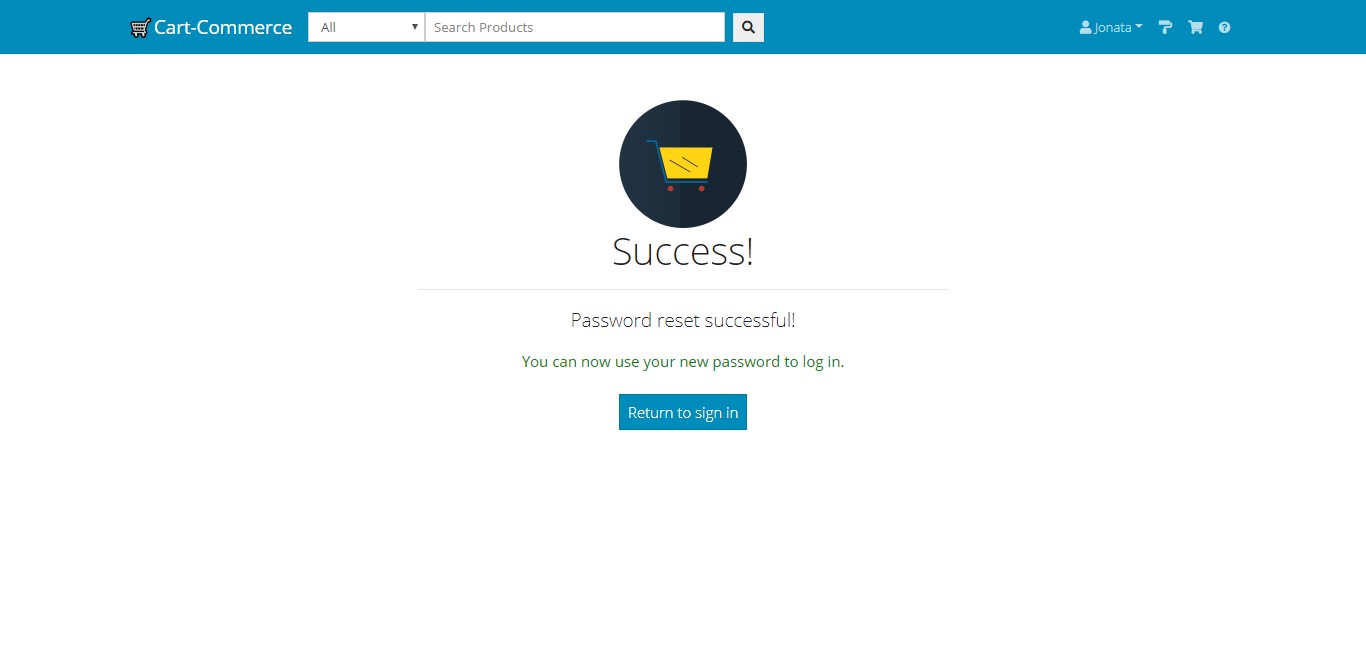 Cart-Commerce All Search Products Jonata
Success!
Password reset successful!
You can now use your new password to log in.
Return to sign in